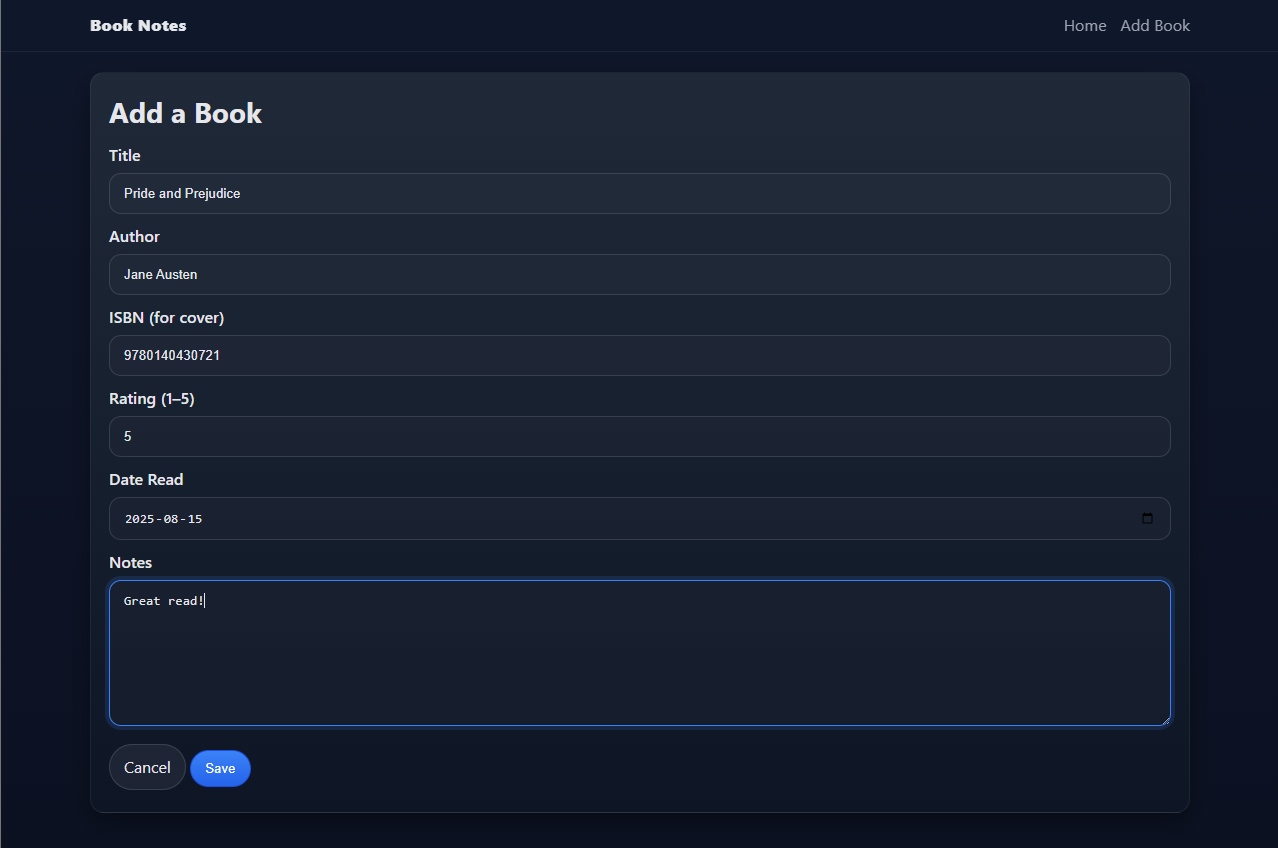 Book Notes
Home Add Book
Add a Book
Title
Pride and Prejudice
Author
Jane Austen
ISBN (for cover)
9780140430721
Rating (1–5)
5
Date Read
2025-08-15
Notes
Great read!
Cancel Save